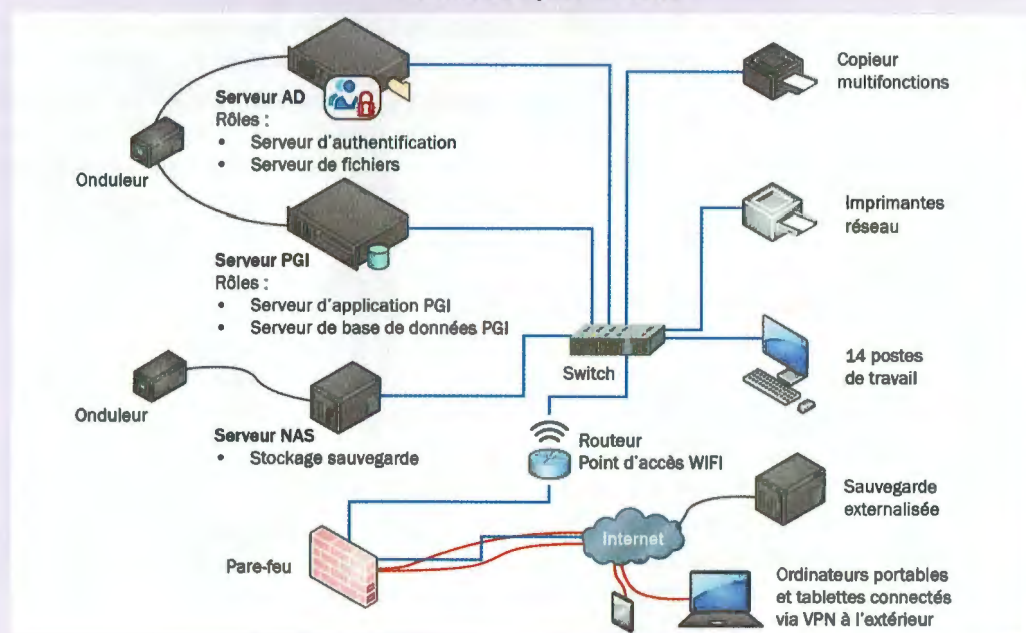 Serveur AD
Rôles :
• Serveur d'authentification
• Serveur de fichiers
Onduleur
Serveur PGI
Rôles :
• Serveur d'application PGI
• Serveur de base de données PGI
Onduleur
Serveur NAS
• Stockage sauvegarde
Switch
Copieur
multifonctions
Imprimantes
réseau
14 postes
de travail
Routeur
Point d'accès WIFI
Pare-feu
Internet
Sauvegarde
externalisée
Ordinateurs portables
et tablettes connectés
via VPN à l'extérieur